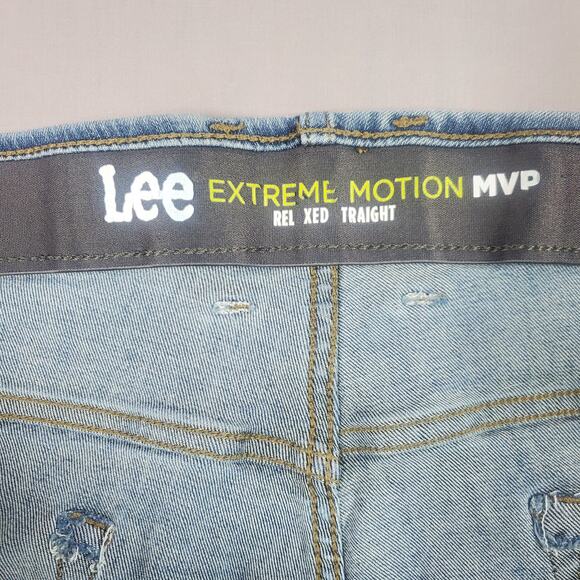 Lee EXTREME MOTION MVP
REL XED TRAIGHT